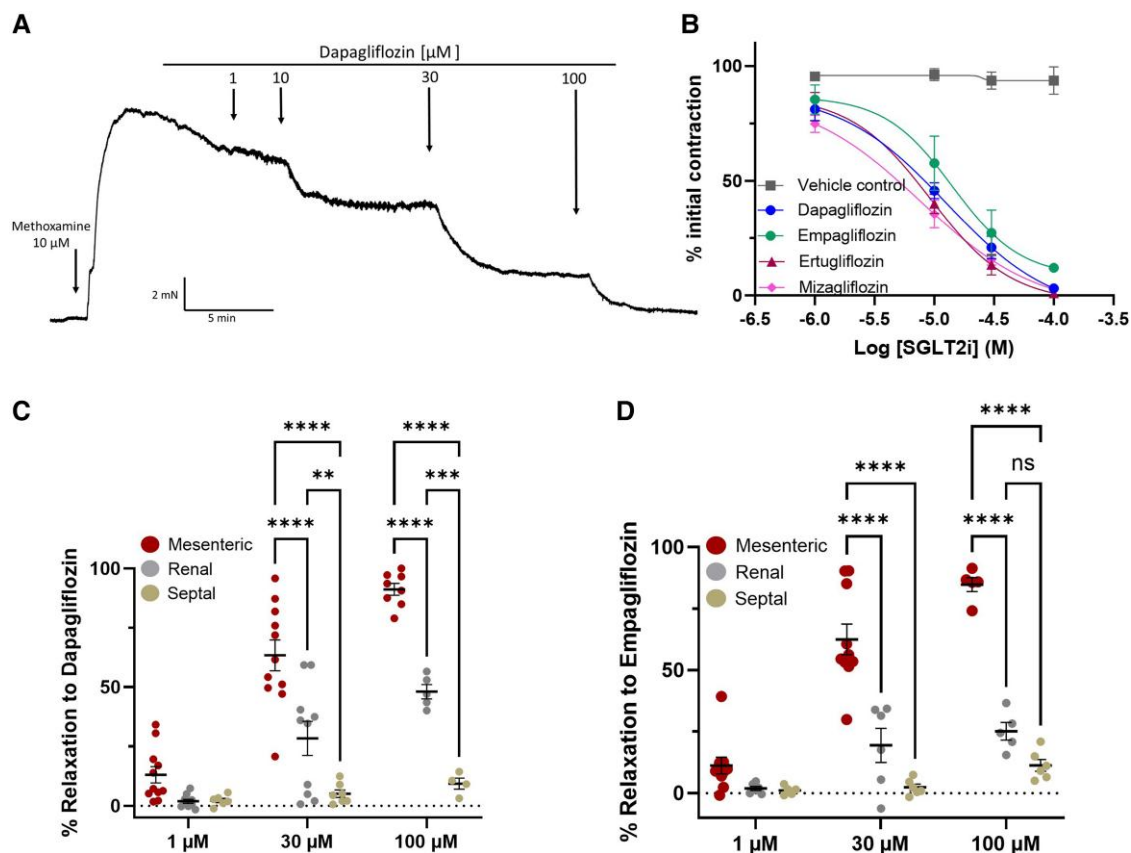 A
Dapagliflozin [µM]
1 10 30 100
Methoxamine
10 µM
2 mN
5 min
B
100
50
0
% initial contraction
Vehicle control
Dapagliflozin
Empagliflozin
Ertugliflozin
Mizagliflozin
-6.5 -6.0 -5.5 -5.0 -4.5 -4.0 -3.5
Log [SGLT2i] (M)
C
**** ****
** ***
**** ****
Mesenteric
Renal
Septal
100
50
0
% Relaxation to Dapagliflozin
1 µM 30 µM 100 µM
D
****
**** ns
**** ****
Mesenteric
Renal
Septal
100
50
0
% Relaxation to Empagliflozin
1 µM 30 µM 100 µM